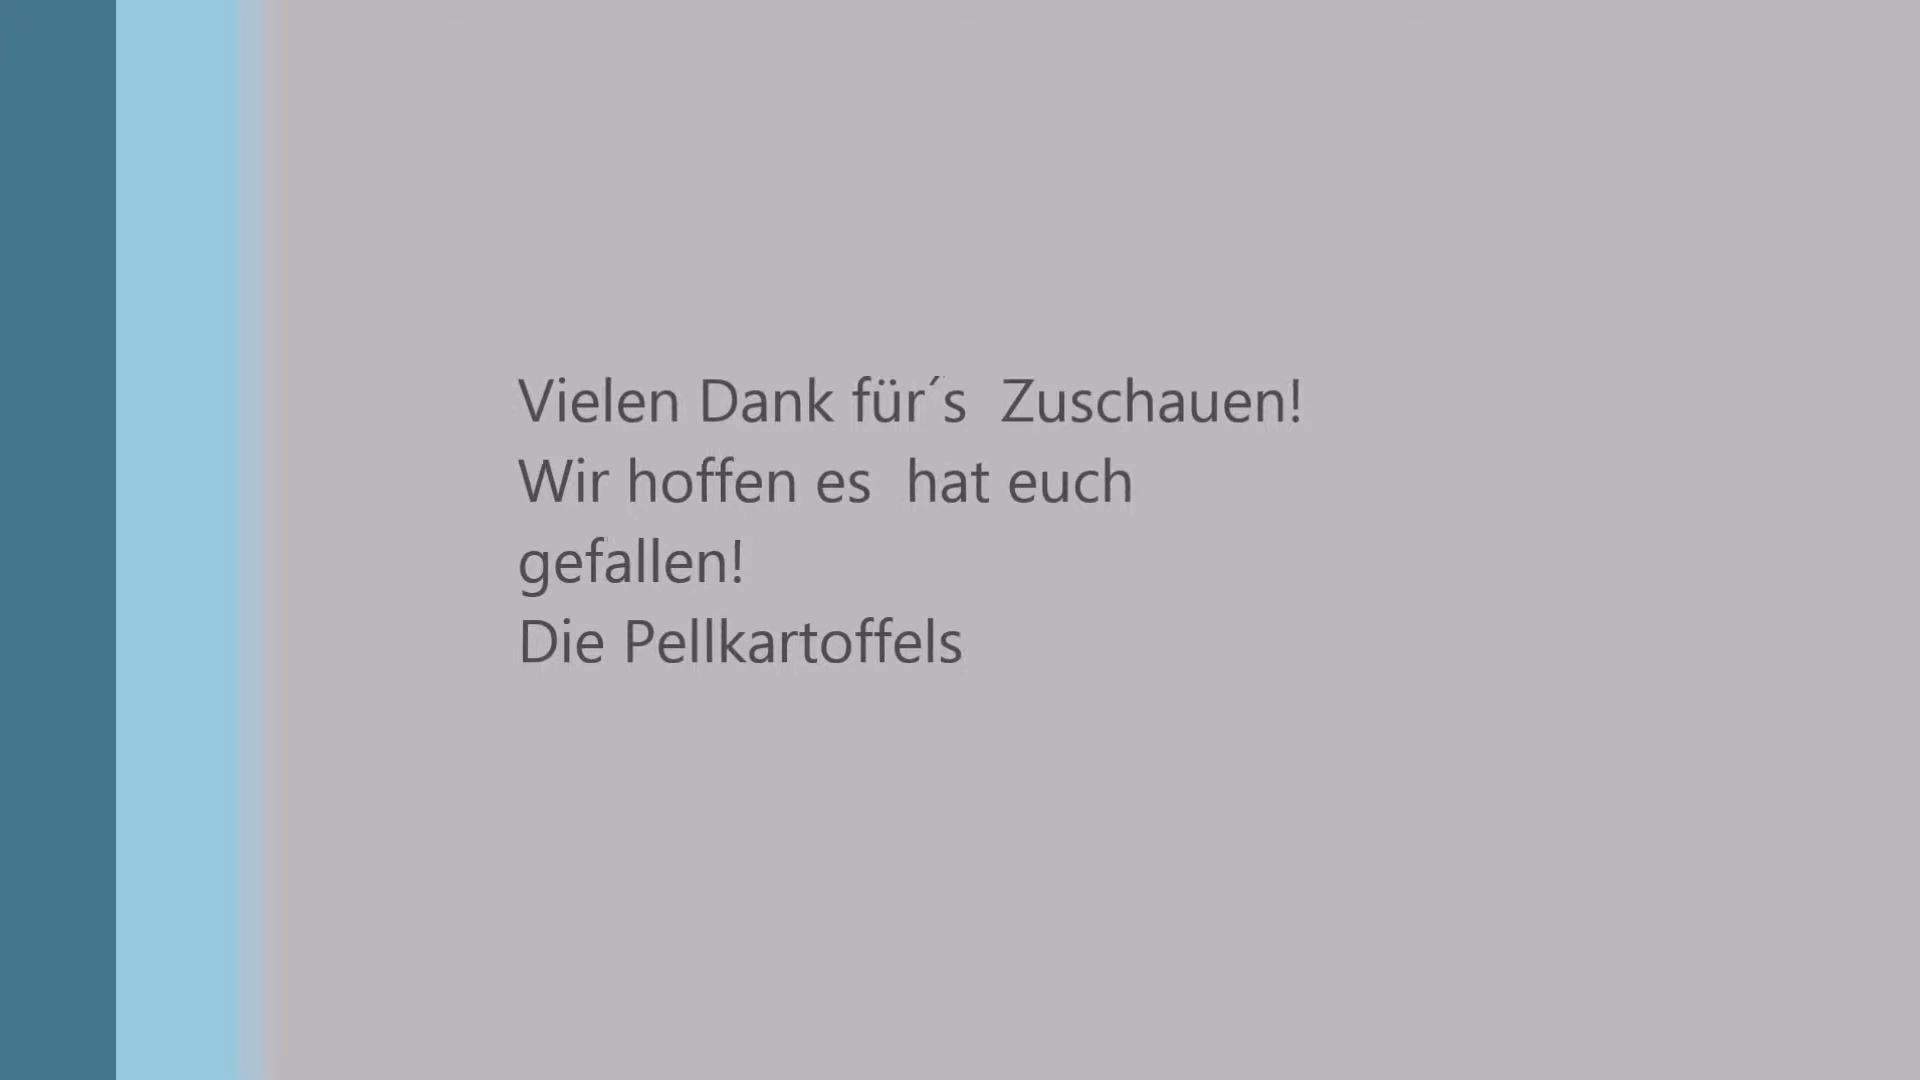 Vielen Dank für´s  Zuschauen!
Wir hoffen es  hat euch
gefallen!
Die Pellkartoffels